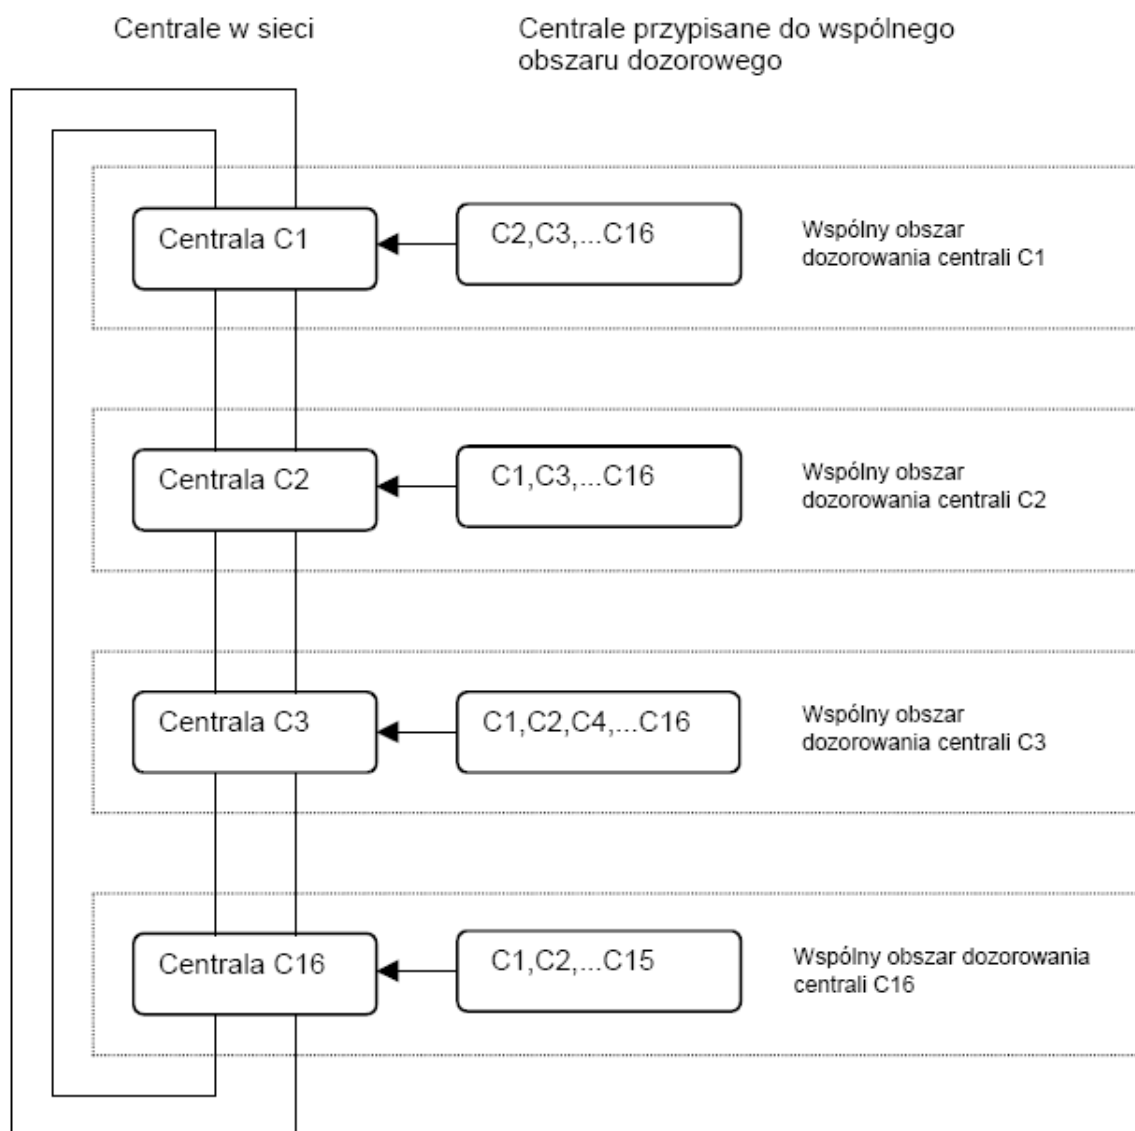 Centrale w sieci
Centrale przypisane do wspólnego
obszaru dozorowego
Centrala C1
C2,C3,...C16
Wspólny obszar
dozorowania centrali C1
Centrala C2
C1,C3,...C16
Wspólny obszar
dozorowania centrali C2
Centrala C3
C1,C2,C4,...C16
Wspólny obszar
dozorowania centrali C3
Centrala C16
C1,C2,...C15
Wspólny obszar dozorowania
centrali C16